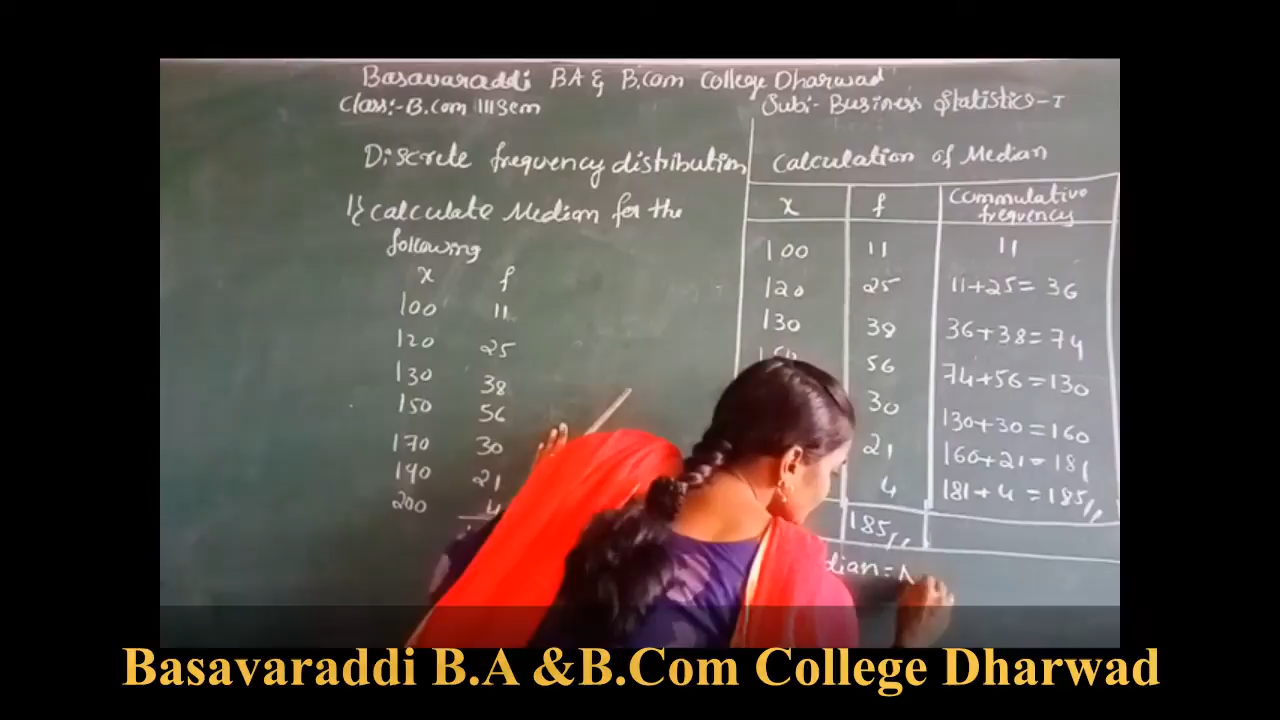 Basavaraddi BA & B.Com College Dharwad
Class:- B.Com III Sem
Sub:- Business Statistics-I
Discrete frequency distribution
1} Calculate Median for the
following
x f
100 11
120 25
130 38
150 56
170 30
190 21
200 4
Calculation of Median
x f Commulative frequency
100 11 11
120 25 11+25= 36
130 38 36+38= 74
56 74+56 =130
30 130+30 =160
21 160+21= 181
4 181+4 =185,,
185,,
dian =
Basavaraddi B.A &B.Com College Dharwad